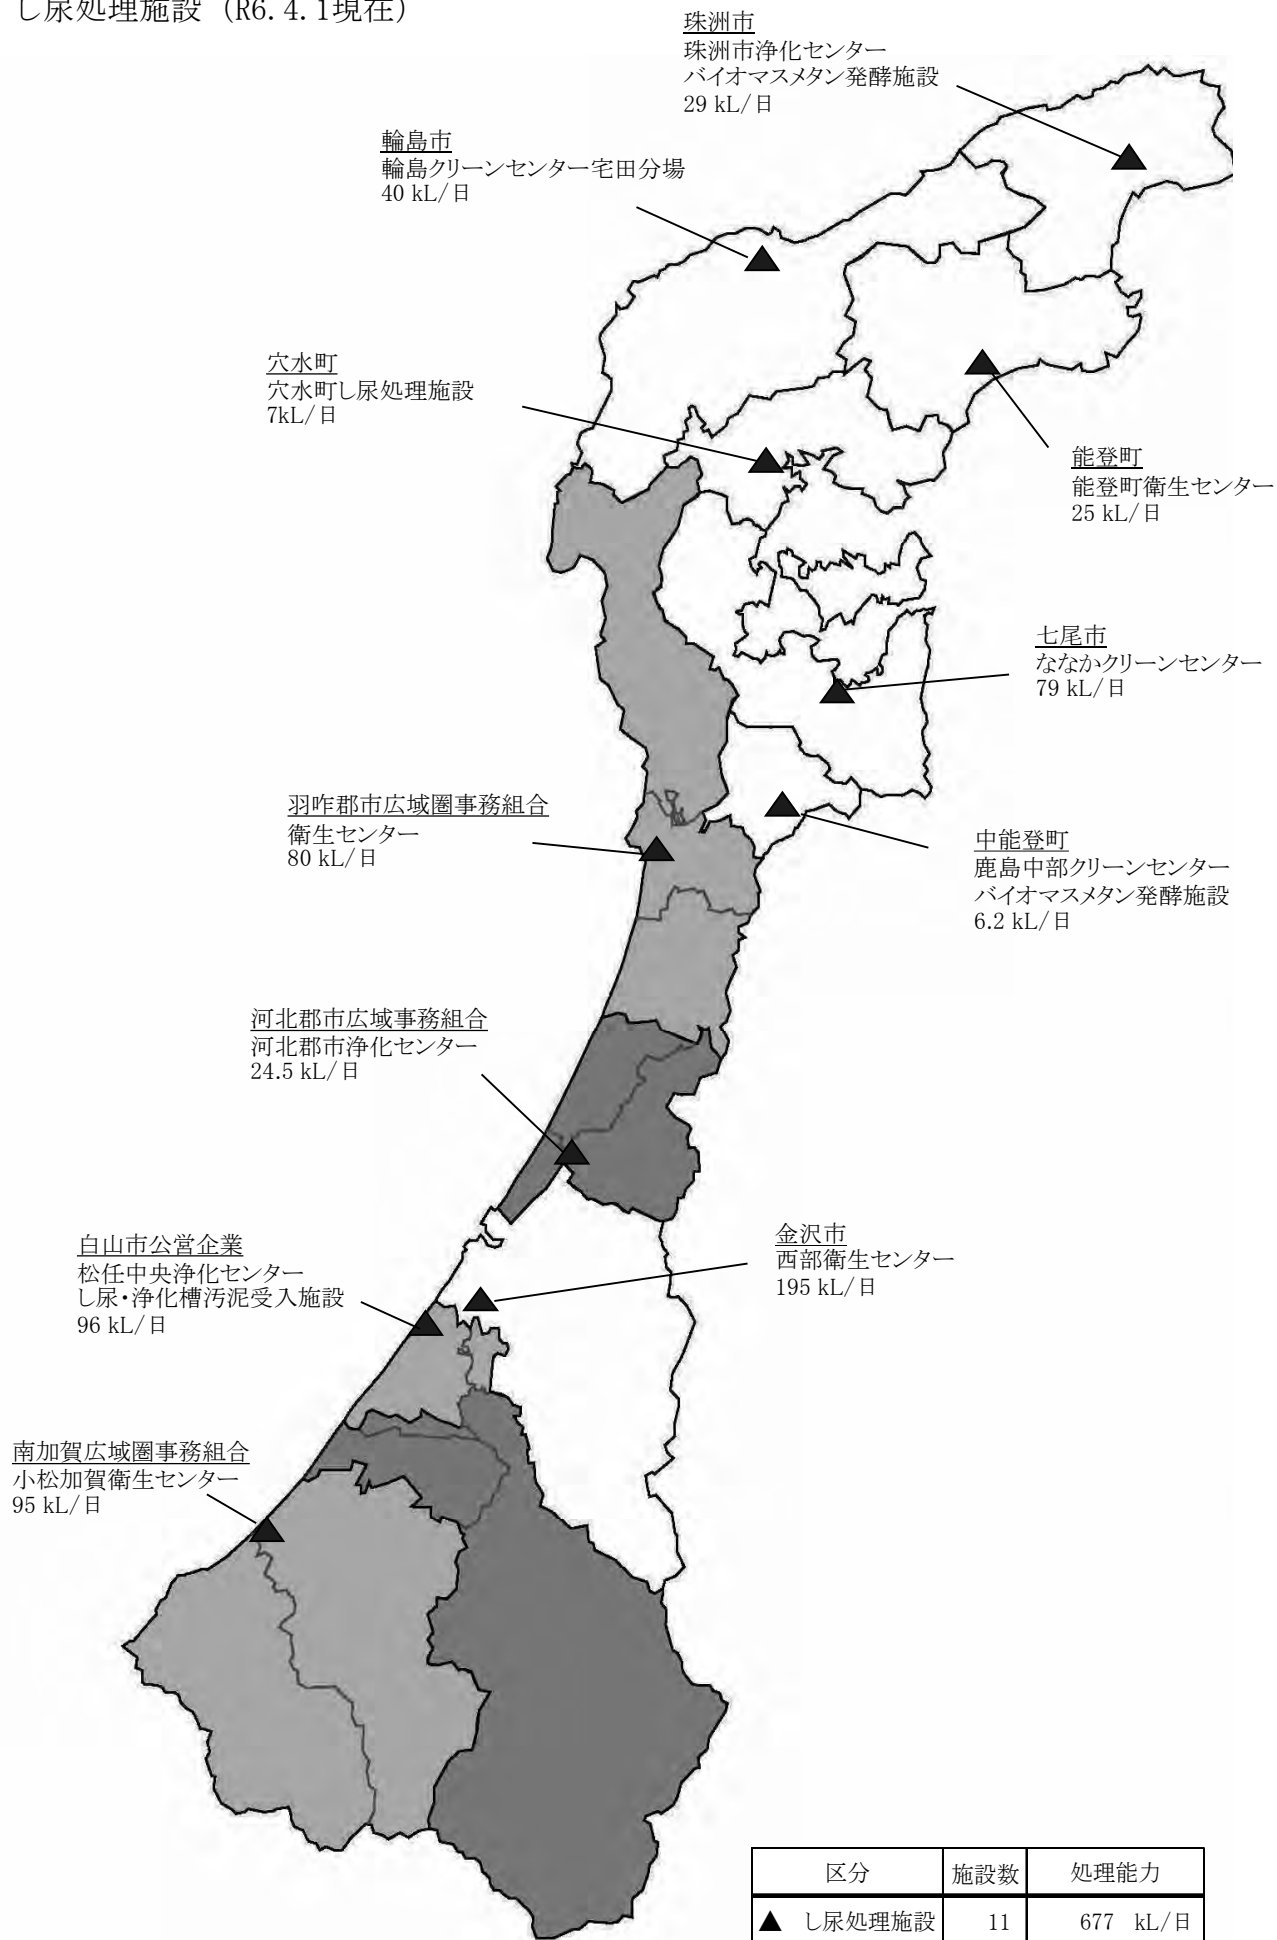 し尿処理施設（R6.4.1現在）
珠洲市
珠洲市浄化センター
バイオマスメタン発酵施設
29 kL/日
輪島市
輪島クリーンセンター宅田分場
40 kL/日
穴水町
穴水町し尿処理施設
7kL/日
能登町
能登町衛生センター
25 kL/日
七尾市
ななかクリーンセンター
79 kL/日
羽咋郡市広域圏事務組合
衛生センター
80 kL/日
中能登町
鹿島中部クリーンセンター
バイオマスメタン発酵施設
6.2 kL/日
河北郡市広域事務組合
河北郡市浄化センター
24.5 kL/日
金沢市
西部衛生センター
195 kL/日
白山市公営企業
松任中央浄化センター
し尿・浄化槽汚泥受入施設
96 kL/日
南加賀広域圏事務組合
小松加賀衛生センター
95 kL/日
区分 施設数 処理能力
▲ し尿処理施設 11 677 kL/日